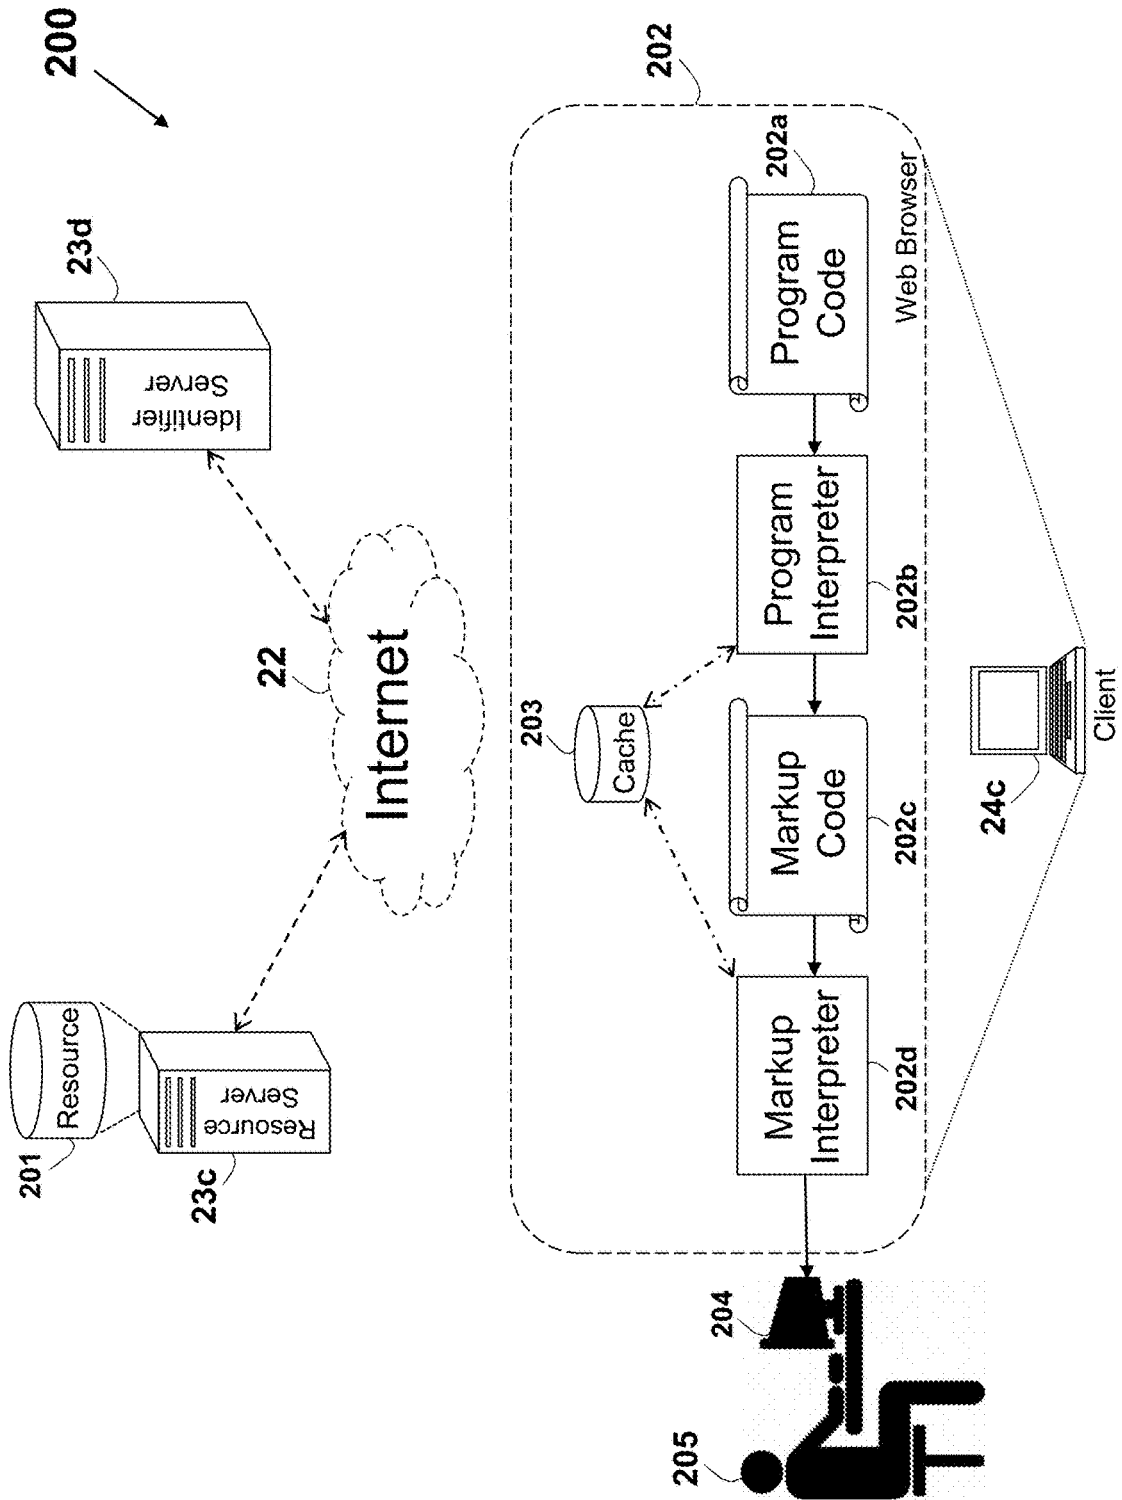 200
23d
Identifier
Server
201
Resource
Resource
Server
23c
22
Internet
202
203
Cache
Program
Code
202a
Program
Interpreter
202b
Markup
Code
202c
Markup
Interpreter
202d
Web Browser
204
205
24c
Client